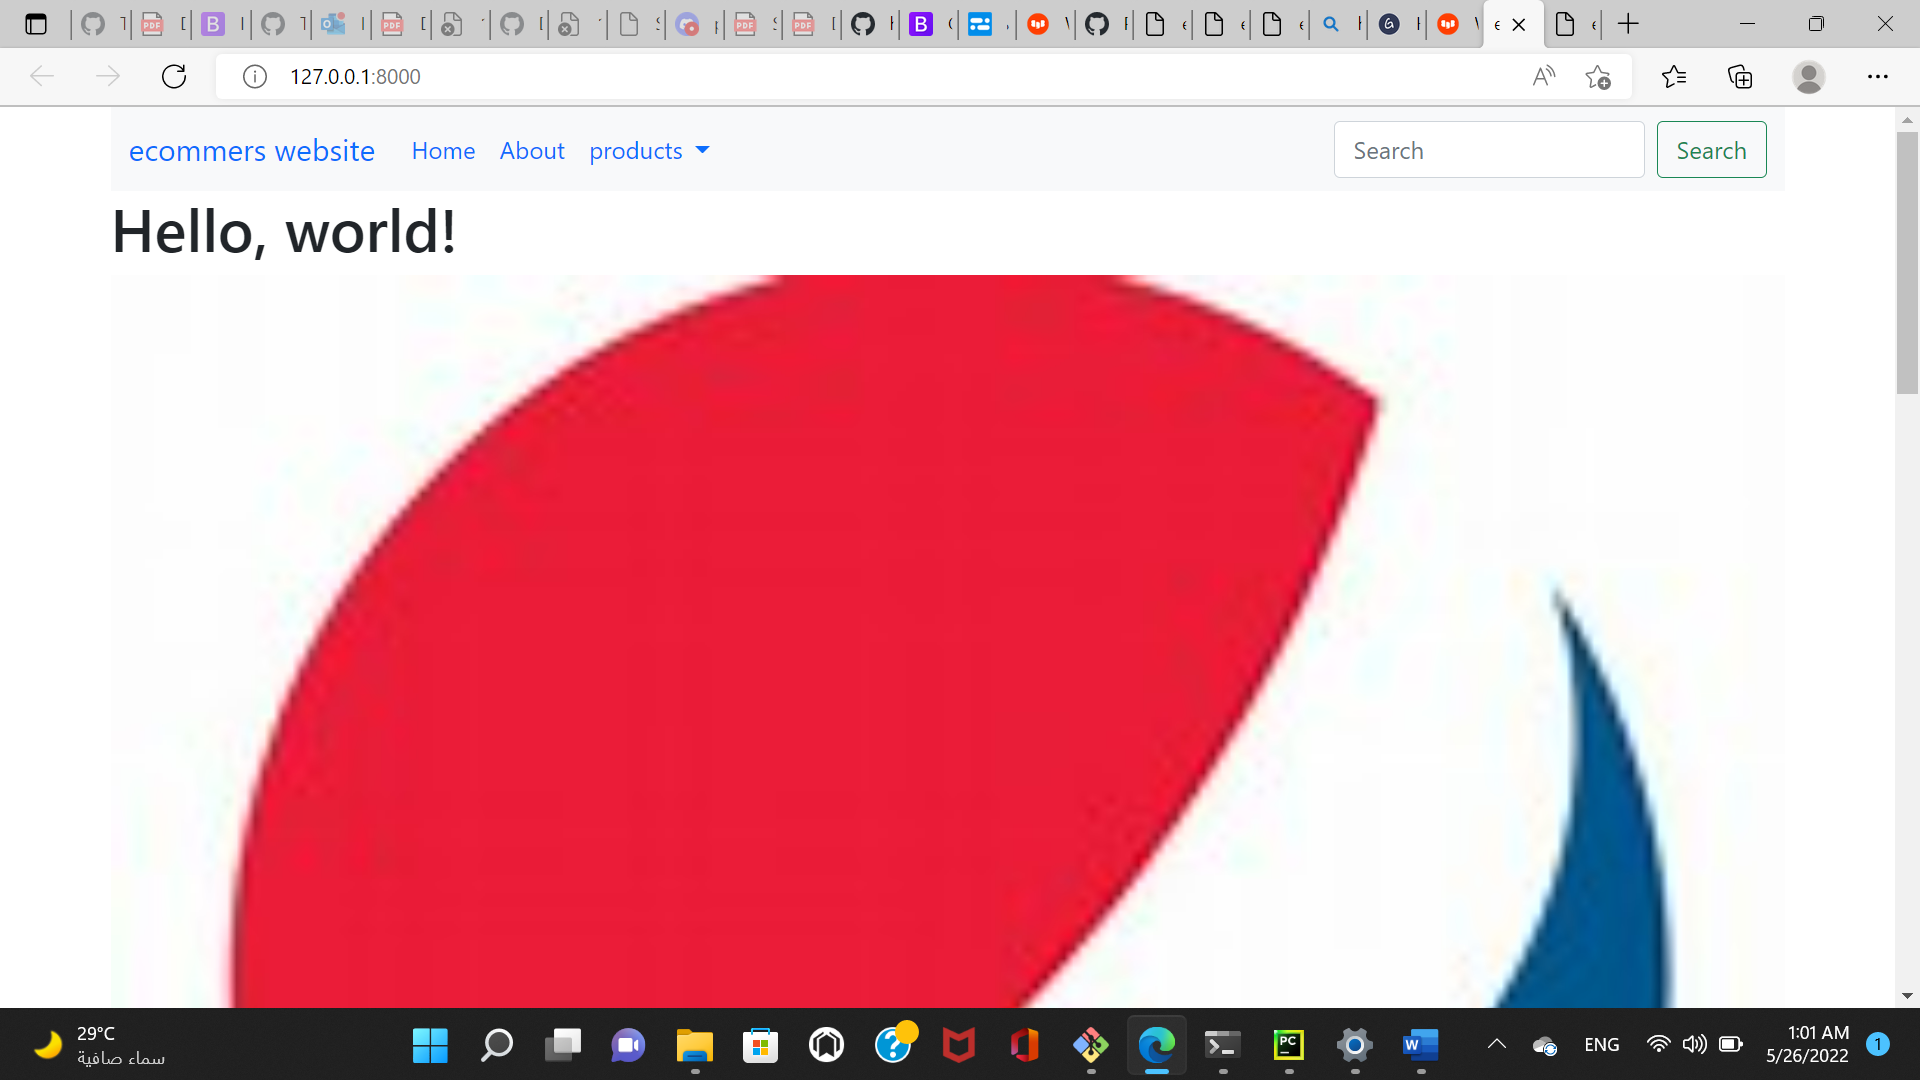 127.0.0.1:8000
ecommers website Home About products Search Search
Hello, world!
29°C
سماء صافية
ENG
1:01 AM
5/26/2022
1